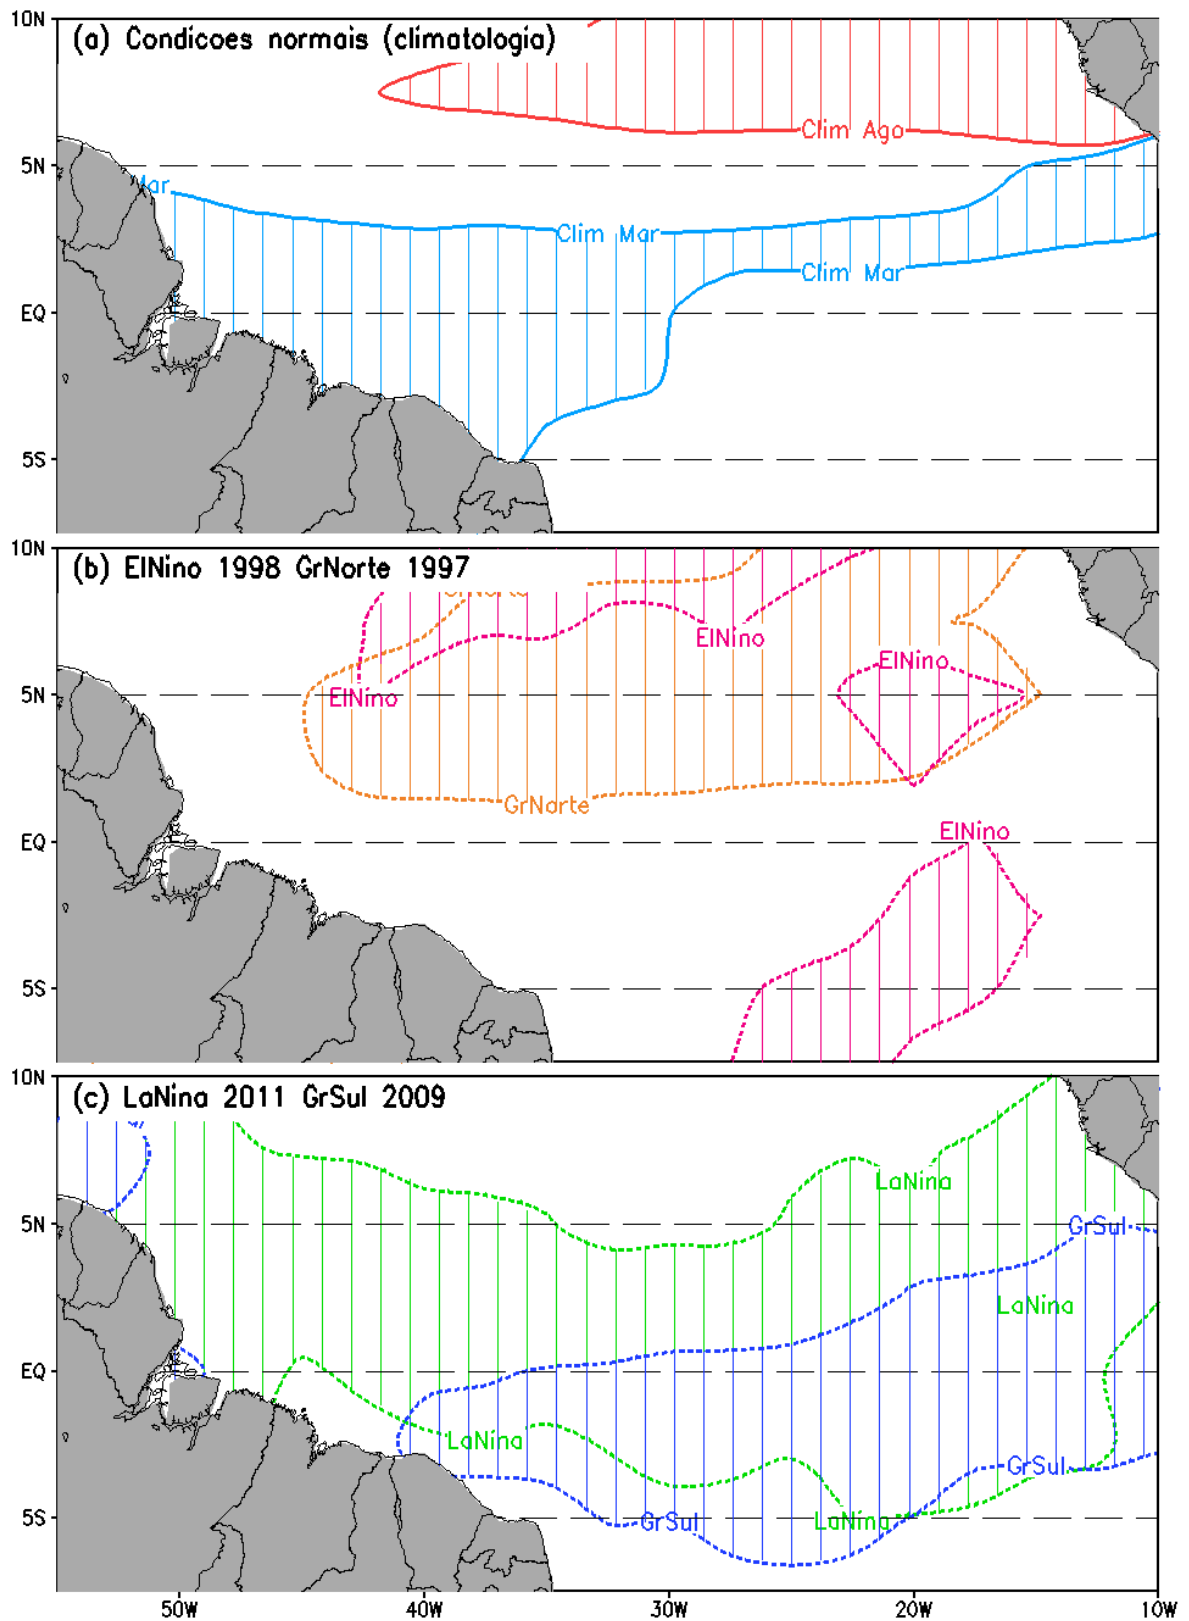 10N
(a) Condicoes normais (climatologia)
Clim Ago
5N
Mar
Clim Mar
Clim Mar
EQ
5S
10N
(b) ElNino 1998 GrNorte 1997
GrNorte
ElNino
ElNino
5N
ElNino
GrNorte
ElNino
EQ
5S
10N
(c) LaNina 2011 GrSul 2009
LaNina
5N
GrSul
LaNina
EQ
LaNina
GrSul
5S
GrSul
LaNina
50W 40W 30W 20W 10W